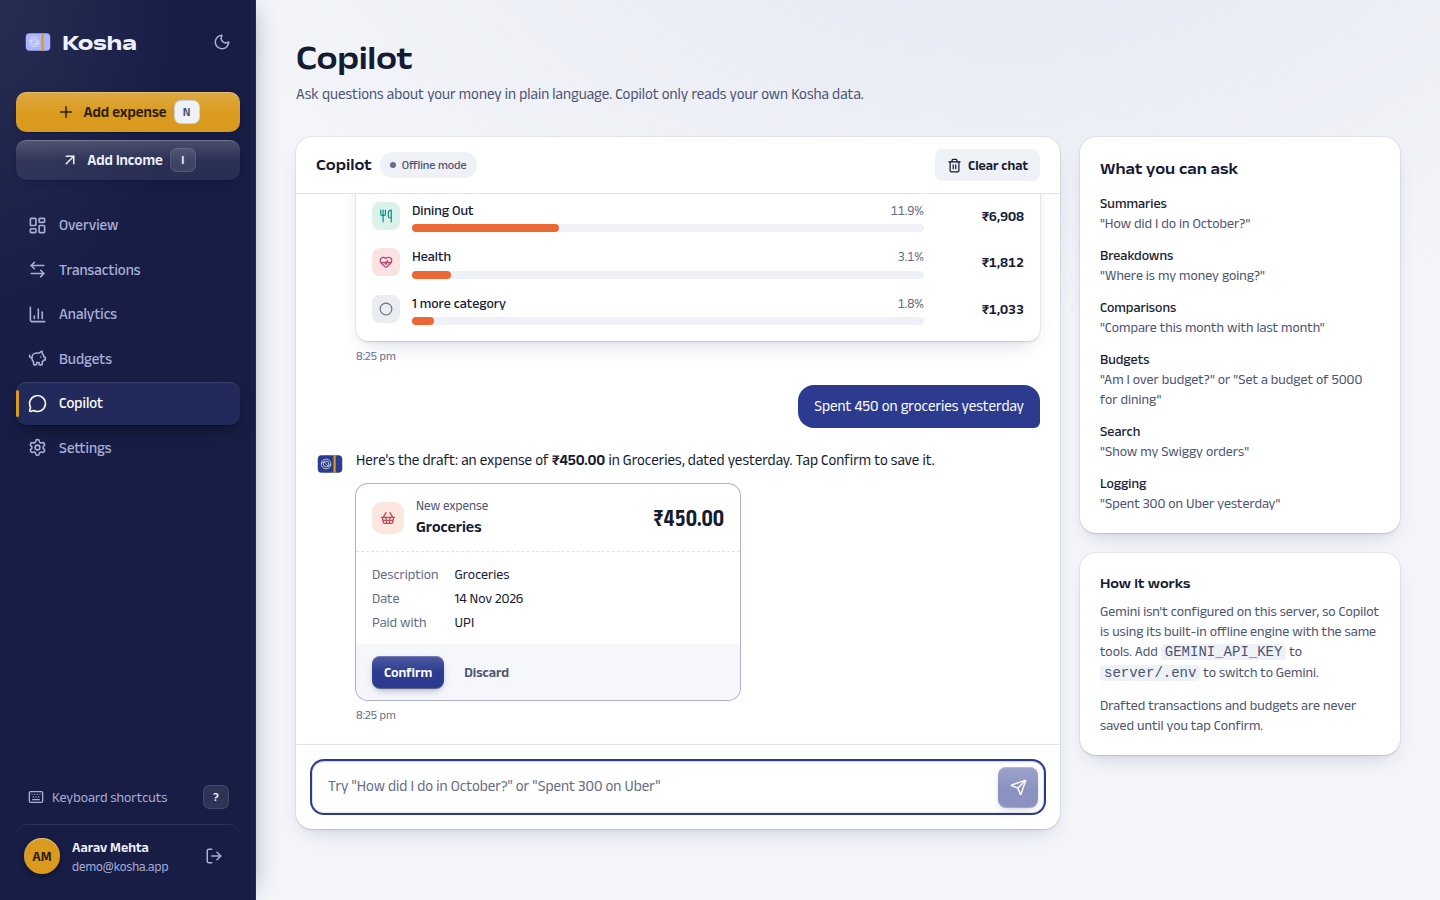 Kosha
Add expense N
Add Income I
Overview
Transactions
Analytics
Budgets
Copilot
Settings
Keyboard shortcuts ?
AM
Aarav Mehta
demo@kosha.app
Copilot
Ask questions about your money in plain language. Copilot only reads your own Kosha data.
Copilot
Offline mode
Clear chat
Dining Out 11.9% ₹6,908
Health 3.1% ₹1,812
1 more category 1.8% ₹1,033
8:25 pm
Spent 450 on groceries yesterday
Here's the draft: an expense of ₹450.00 in Groceries, dated yesterday. Tap Confirm to save it.
New expense
Groceries
₹450.00
Description Groceries
Date 14 Nov 2026
Paid with UPI
Confirm Discard
8:25 pm
Try "How did I do in October?" or "Spent 300 on Uber"
What you can ask
Summaries
"How did I do in October?"
Breakdowns
"Where is my money going?"
Comparisons
"Compare this month with last month"
Budgets
"Am I over budget?" or "Set a budget of 5000
for dining"
Search
"Show my Swiggy orders"
Logging
"Spent 300 on Uber yesterday"
How it works
Gemini isn't configured on this server, so Copilot
is using its built-in offline engine with the same
tools. Add GEMINI_API_KEY to
server/.env to switch to Gemini.
Drafted transactions and budgets are never
saved until you tap Confirm.